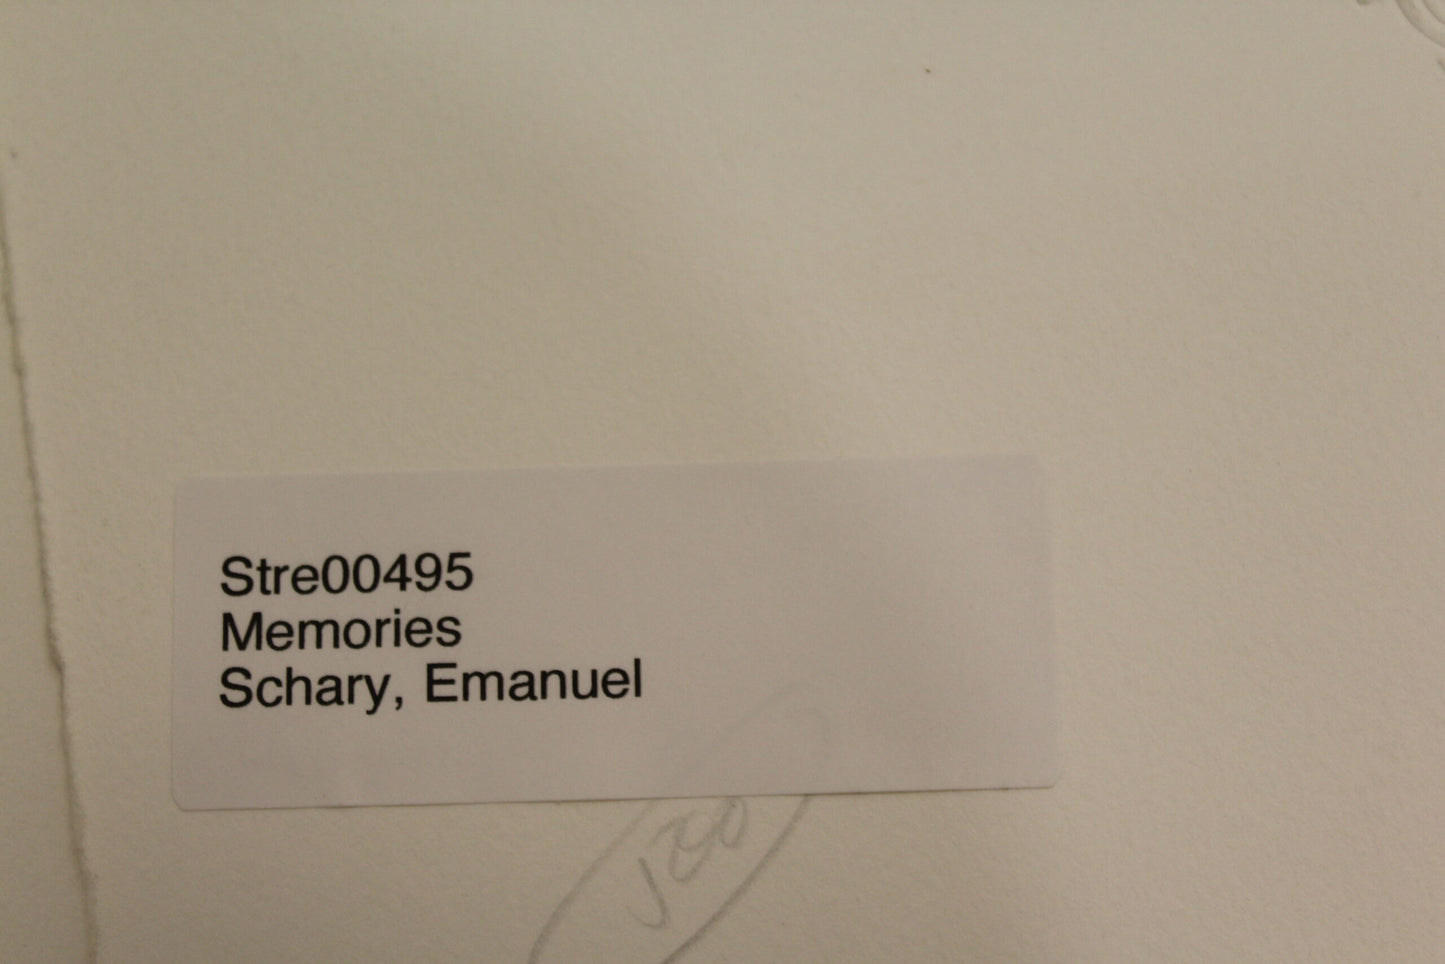 Stre00495
Memories
Schary, Emanuel